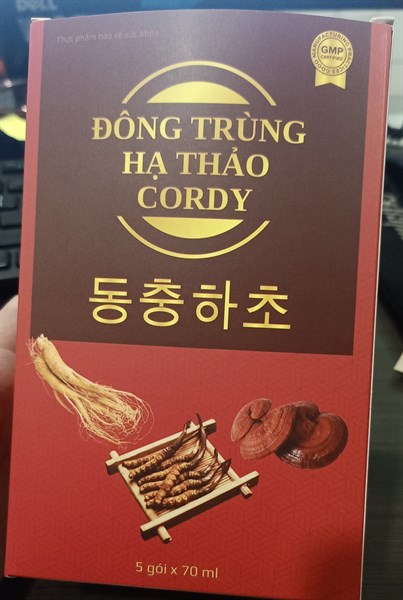 DELL
Thực phẩm bảo vệ sức khỏe
GMP
CERTIFIED
ĐÔNG TRÙNG
HẠ THẢO
CORDY
동충하초
5 gói x 70 ml